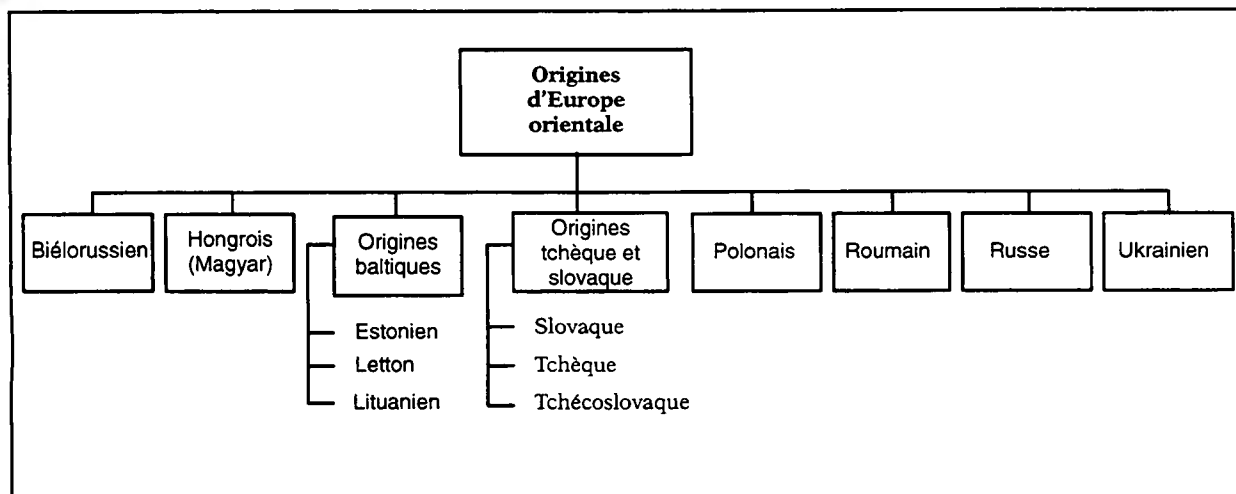 Origines
d'Europe
orientale
Biélorussien
Hongrois
(Magyar)
Origines
baltiques
Estonien
Letton
Lituanien
Origines
tchèque et
slovaque
Slovaque
Tchèque
Tchécoslovaque
Polonais
Roumain
Russe
Ukrainien